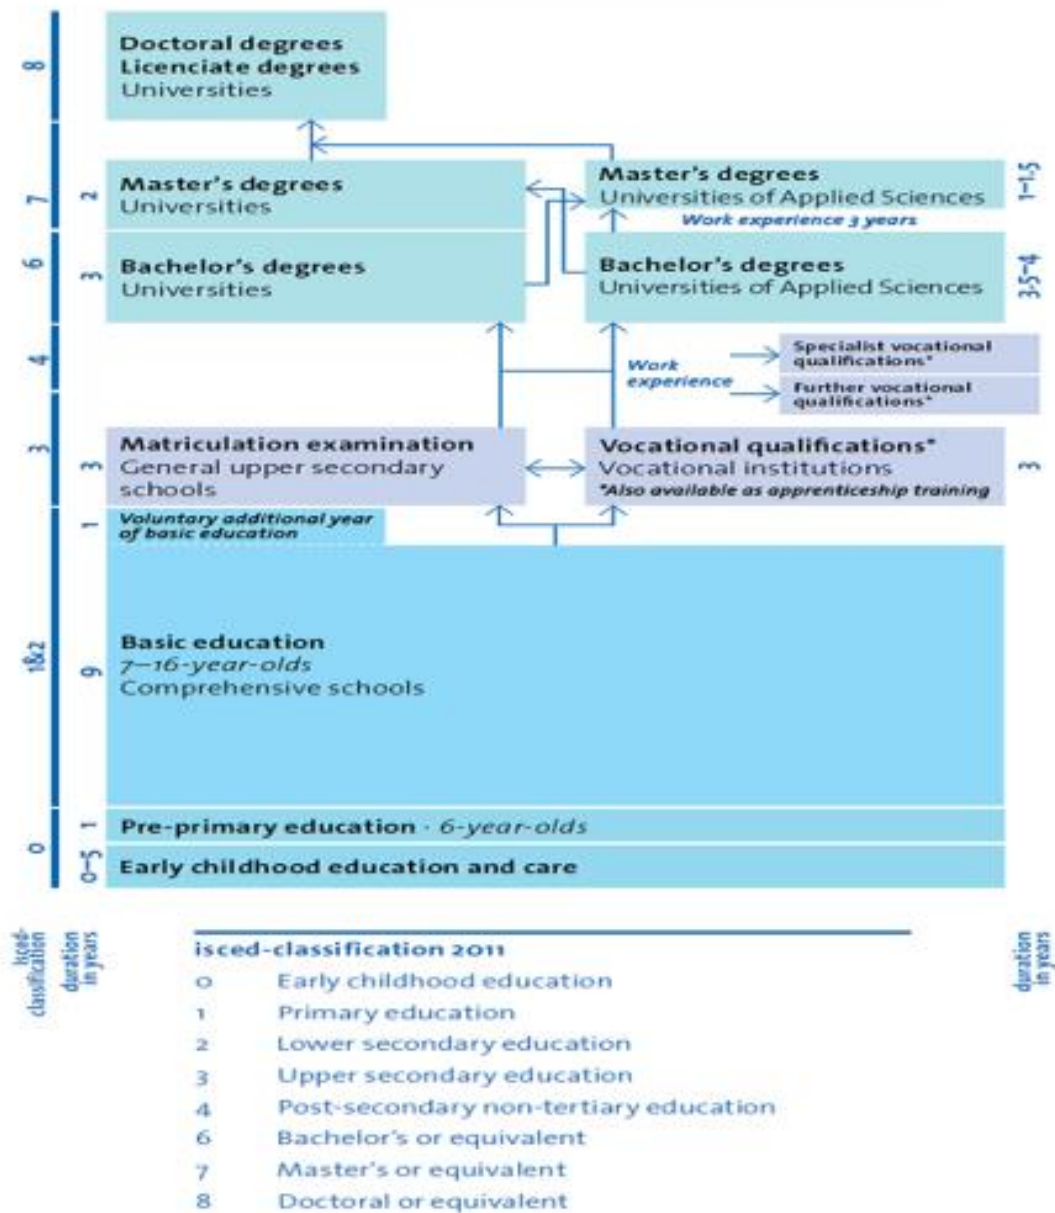 8
Doctoral degrees
Licenciate degrees
Universities
7
2
Master's degrees
Universities
Master's degrees
Universities of Applied Sciences
1–1,5
Work experience 3 years
6
3
Bachelor's degrees
Universities
Bachelor's degrees
Universities of Applied Sciences
3,5–4
4
Work
experience
Specialist vocational
qualifications*
Further vocational
qualifications*
3
3
Matriculation examination
General upper secondary
schools
Vocational qualifications*
Vocational institutions
*Also available as apprenticeship training
3
1
Voluntary additional year
of basic education
1&2
9
Basic education
7–16-year-olds
Comprehensive schools
0
1
Pre-primary education · 6-year-olds
0–5
Early childhood education and care
isced-
classification
duration
in years
duration
in years
isced-classification 2011
0 Early childhood education
1 Primary education
2 Lower secondary education
3 Upper secondary education
4 Post-secondary non-tertiary education
6 Bachelor's or equivalent
7 Master's or equivalent
8 Doctoral or equivalent